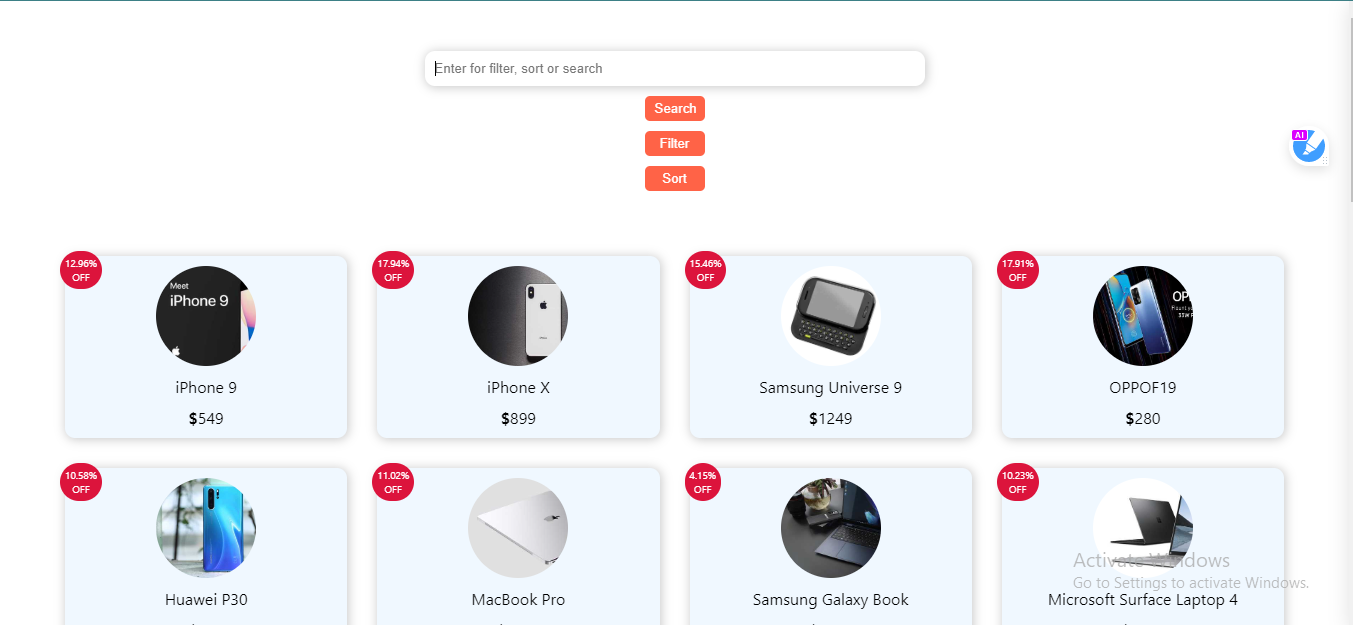 Enter for filter, sort or search
Search
Filter
Sort
AI
12.96%
OFF
Meet
iPhone 9
iPhone 9
$549
17.94%
OFF
iPhone X
$899
15.46%
OFF
Samsung Universe 9
$1249
17.91%
OFF
OPPOF19
$280
10.58%
OFF
Huawei P30
11.02%
OFF
MacBook Pro
4.15%
OFF
Samsung Galaxy Book
10.23%
OFF
Microsoft Surface Laptop 4
Activate Windows
Go to Settings to activate Windows.